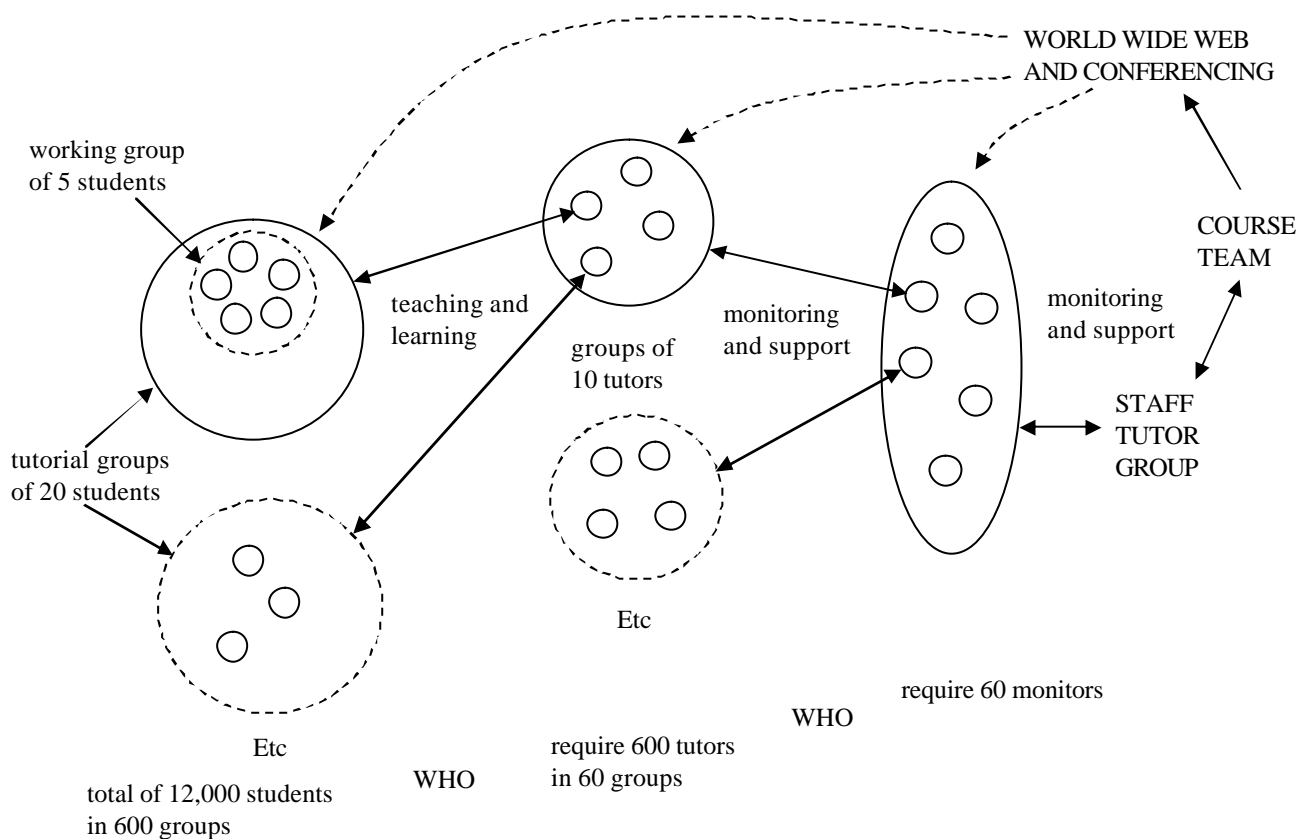 WORLD WIDE WEB
AND CONFERENCING
working group
of 5 students
COURSE
TEAM
teaching and
learning
monitoring
and support
monitoring
and support
groups of
10 tutors
STAFF
TUTOR
GROUP
tutorial groups
of 20 students
Etc
require 60 monitors
WHO
Etc
require 600 tutors
in 60 groups
WHO
total of 12,000 students
in 600 groups